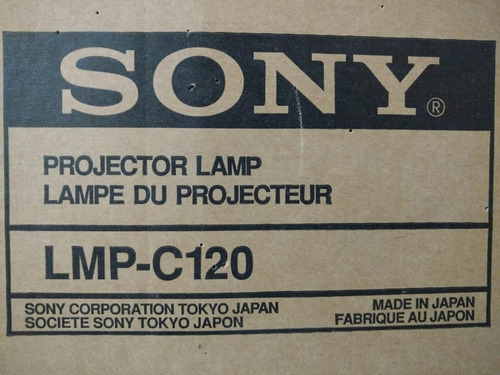 SONY®
PROJECTOR LAMP
LAMPE DU PROJECTEUR
LMP-C120
SONY CORPORATION TOKYO JAPAN
SOCIETE SONY TOKYO JAPON
MADE IN JAPAN
FABRIQUE AU JAPON